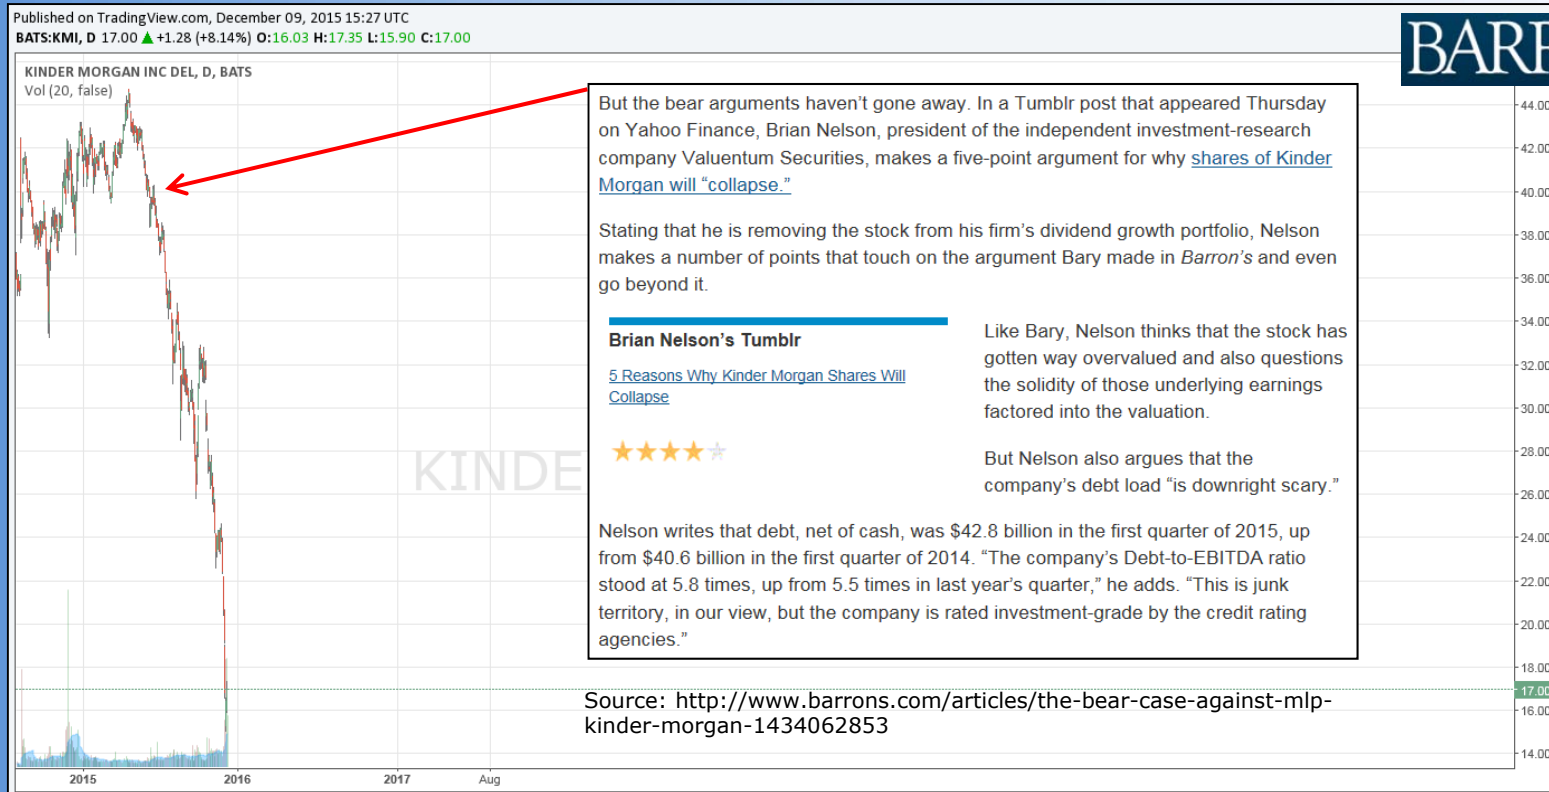 Published on TradingView.com, December 09, 2015 15:27 UTC
BATS:KMI, D 17.00 ▲ +1.28 (+8.14%) O:16.03 H:17.35 L:15.90 C:17.00
BARR
KINDER MORGAN INC DEL, D, BATS
Vol (20, false)
But the bear arguments haven't gone away. In a Tumblr post that appeared Thursday
on Yahoo Finance, Brian Nelson, president of the independent investment-research
company Valuentum Securities, makes a five-point argument for why shares of Kinder
Morgan will “collapse.”
Stating that he is removing the stock from his firm's dividend growth portfolio, Nelson
makes a number of points that touch on the argument Bary made in Barron's and even
go beyond it.
Brian Nelson's Tumblr
5 Reasons Why Kinder Morgan Shares Will
Collapse
Like Bary, Nelson thinks that the stock has
gotten way overvalued and also questions
the solidity of those underlying earnings
factored into the valuation.
But Nelson also argues that the
company's debt load “is downright scary.”
Nelson writes that debt, net of cash, was $42.8 billion in the first quarter of 2015, up
from $40.6 billion in the first quarter of 2014. “The company's Debt-to-EBITDA ratio
stood at 5.8 times, up from 5.5 times in last year's quarter,” he adds. “This is junk
territory, in our view, but the company is rated investment-grade by the credit rating
agencies.”
Source: http://www.barrons.com/articles/the-bear-case-against-mlp-
kinder-morgan-1434062853
KINDE
44.00
42.00
40.00
38.00
36.00
34.00
32.00
30.00
28.00
26.00
24.00
22.00
20.00
18.00
17.00
16.00
14.00
2015
2016
2017
Aug